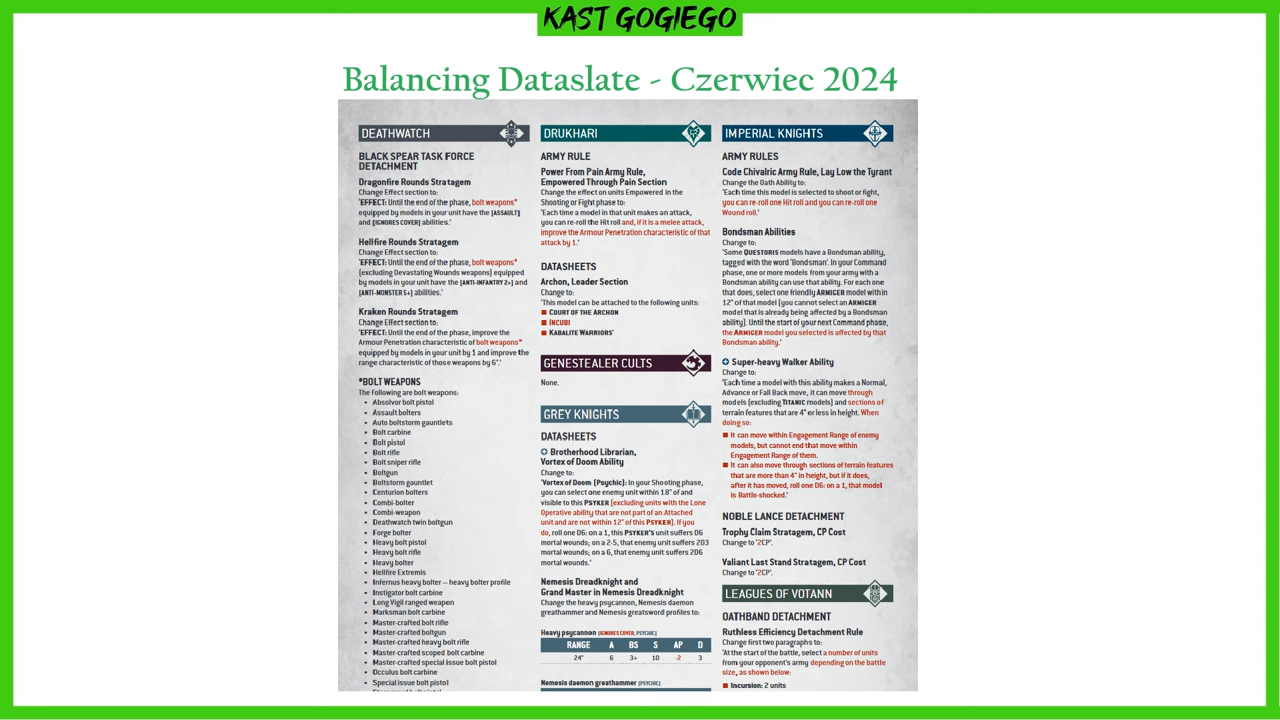 KAST GOGIEGO
Balancing Dataslate - Czerwiec 2024
DEATHWATCH
BLACK SPEAR TASK FORCE
DETACHMENT
Dragonfire Rounds Stratagem
Change Effect section to:
'EFFECT: Until the end of the phase, bolt weapons*
equipped by models in your unit have the [ASSAULT]
and [IGNORES COVER] abilities.'
Hellfire Rounds Stratagem
Change Effect section to:
'EFFECT: Until the end of the phase, bolt weapons*
(excluding Devastating Wounds weapons) equipped
by models in your unit have the [ANTI-INFANTRY 2+] and
[ANTI-MONSTER 5+] abilities.'
Kraken Rounds Stratagem
Change Effect section to:
'EFFECT: Until the end of the phase, improve the
Armour Penetration characteristic of bolt weapons*
equipped by models in your unit by 1 and improve the
range characteristic of those weapons by 6".'
*BOLT WEAPONS
The following are bolt weapons:
• Absolvor bolt pistol
• Assault bolters
• Auto boltstorm gauntlets
• Bolt carbine
• Bolt pistol
• Bolt rifle
• Bolt sniper rifle
• Boltgun
• Boltstorm gauntlet
• Centurion bolters
• Combi-bolter
• Combi-weapon
• Deathwatch twin boltgun
• Forge bolter
• Heavy bolt pistol
• Heavy bolt rifle
• Heavy bolter
• Hellfire Extremis
• Infernus heavy bolter – heavy bolter profile
• Instigator bolt carbine
• Long Vigil ranged weapon
• Marksman bolt carbine
• Master-crafted bolt rifle
• Master-crafted boltgun
• Master-crafted heavy bolt rifle
• Master-crafted scoped bolt carbine
• Master-crafted special issue bolt pistol
• Occulus bolt carbine
• Special issue bolt pistol
DRUKHARI
ARMY RULE
Power From Pain Army Rule,
Empowered Through Pain Section
Change the effect on units Empowered in the
Shooting or Fight phase to:
'Each time a model in that unit makes an attack,
you can re-roll the Hit roll and, if it is a melee attack,
improve the Armour Penetration characteristic of that
attack by 1.'
DATASHEETS
Archon, Leader Section
Change to:
'This model can be attached to the following units:
■ COURT OF THE ARCHON
■ INCUBI
■ KABALITE WARRIORS'
GENESTEALER CULTS
None.
GREY KNIGHTS
DATASHEETS
Brotherhood Librarian,
Vortex of Doom Ability
Change to:
'Vortex of Doom (Psychic): In your Shooting phase,
you can select one enemy unit within 18" of and
visible to this PSYKER (excluding units with the Lone
Operative ability that are not part of an Attached
unit and are not within 12" of this PSYKER). If you
do, roll one D6: on a 1, this PSYKER'S unit suffers D6
mortal wounds; on a 2-5, that enemy unit suffers 2D3
mortal wounds; on a 6, that enemy unit suffers 2D6
mortal wounds.'
Nemesis Dreadknight and
Grand Master in Nemesis Dreadknight
Change the heavy psycannon, Nemesis daemon
greathammer and Nemesis greatsword profiles to:
Heavy psycannon [IGNORES COVER, PSYCHIC]
RANGE A BS S AP D
24" 6 3+ 10 -2 3
Nemesis daemon greathammer [PSYCHIC]
IMPERIAL KNIGHTS
ARMY RULES
Code Chivalric Army Rule, Lay Low the Tyrant
Change the Oath Ability to:
'Each time this model is selected to shoot or fight,
you can re-roll one Hit roll and you can re-roll one
Wound roll.'
Bondsman Abilities
Change to:
'Some QUESTORIS models have a Bondsman ability,
tagged with the word 'Bondsman'. In your Command
phase, one or more models from your army with a
Bondsman ability can use that ability. For each one
that does, select one friendly ARMIGER model within
12" of that model (you cannot select an ARMIGER
model that is already being affected by a Bondsman
ability). Until the start of your next Command phase,
the ARMIGER model you selected is affected by that
Bondsman ability.'
Super-heavy Walker Ability
Change to:
'Each time a model with this ability makes a Normal,
Advance or Fall Back move, it can move through
models (excluding TITANIC models) and sections of
terrain features that are 4" or less in height. When
doing so:
■ It can move within Engagement Range of enemy
models, but cannot end that move within
Engagement Range of them.
■ It can also move through sections of terrain features
that are more than 4" in height, but if it does,
after it has moved, roll one D6: on a 1, that model
is Battle-shocked.'
NOBLE LANCE DETACHMENT
Trophy Claim Stratagem, CP Cost
Change to '2CP'.
Valiant Last Stand Stratagem, CP Cost
Change to '2CP'.
LEAGUES OF VOTANN
OATHBAND DETACHMENT
Ruthless Efficiency Detachment Rule
Change first two paragraphs to:
'At the start of the battle, select a number of units
from your opponent's army depending on the battle
size, as shown below:
■ Incursion: 2 units